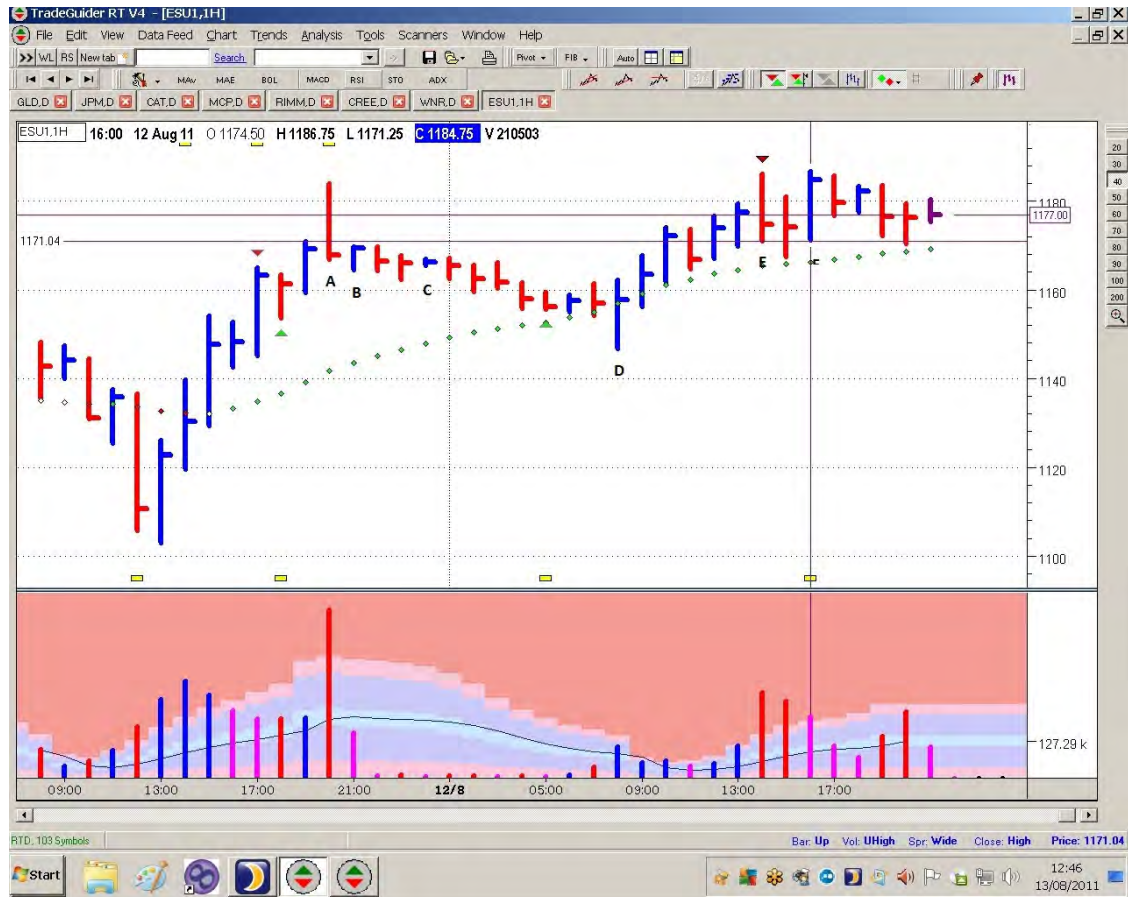 TradeGuider RT V4 - [ESU1,1H]
File Edit View Data Feed Chart Trends Analysis Tools Scanners Window Help
WL RS New tab Search Pivot FIB Auto
MAv MAE BOL MACD RSI STO ADX
GLD,D JPM,D CAT,D MCP,D RIMM,D CREE,D WNR,D ESU1,1H
ESU1,1H 16:00 12 Aug 11 O 1174.50 H 1186.75 L 1171.25 C 1184.75 V 210503
20
30
40
50
60
70
80
90
100
200
1180
1177.00
1171.04
1160
1140
1120
1100
A
B
C
D
E
127.29 k
09:00 13:00 17:00 21:00 12/8 05:00 09:00 13:00 17:00
RTD, 103 Symbols Bar: Up Vol: UHigh Spr: Wide Close: High Price: 1171.04
Start
12:46
13/08/2011